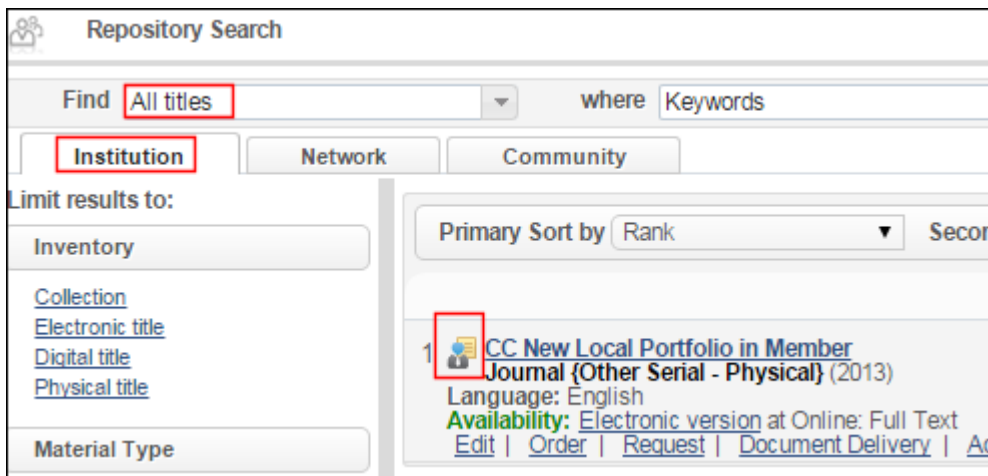 Repository Search
Find All titles where Keywords
Institution Network Community
Limit results to:
Inventory
Collection
Electronic title
Digital title
Physical title
Material Type
Primary Sort by Rank
1 CC New Local Portfolio in Member
Journal {Other Serial - Physical} (2013)
Language: English
Availability: Electronic version at Online: Full Text
Edit | Order | Request | Document Delivery |